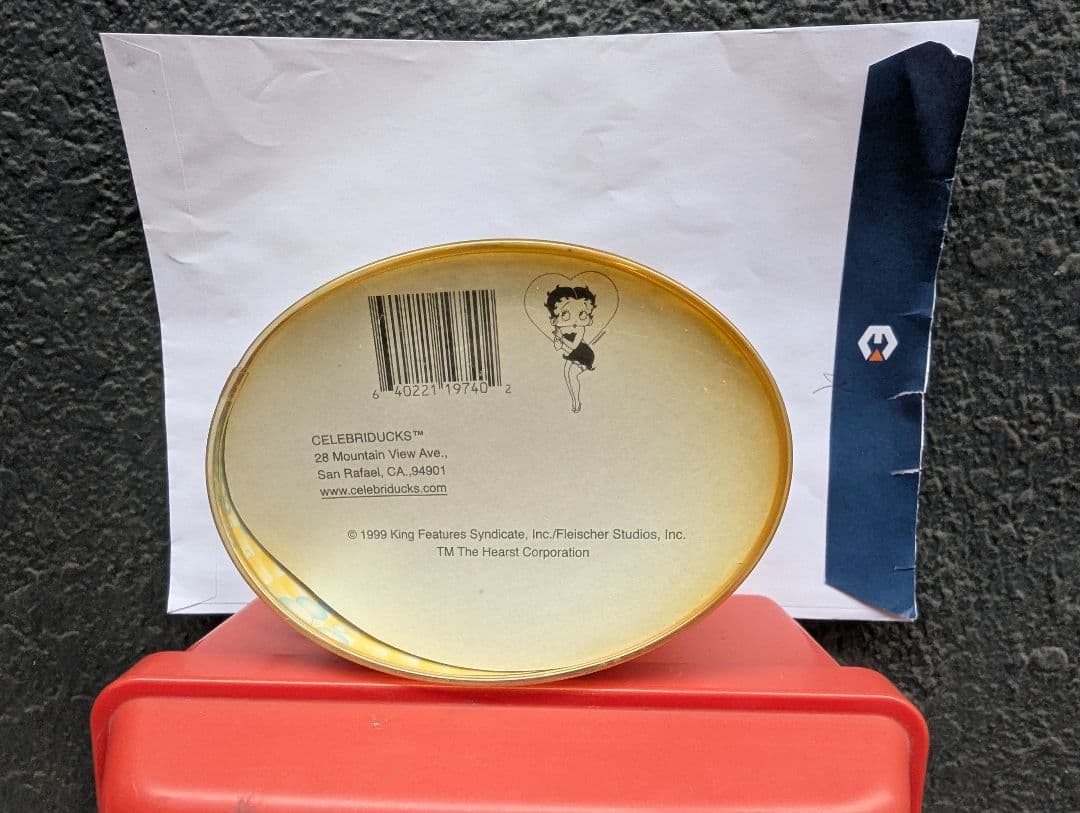 6 40221 19740 2
CELEBRIDUCKS™
28 Mountain View Ave.,
San Rafael, CA.,94901
www.celebriducks.com
© 1999 King Features Syndicate, Inc./Fleischer Studios, Inc.
TM The Hearst Corporation